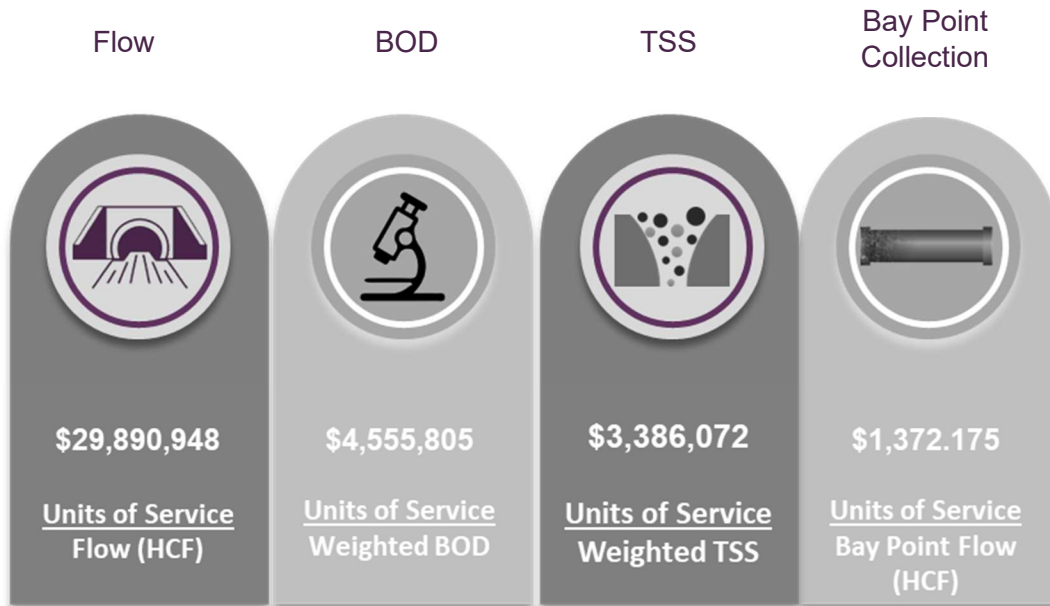 Flow
BOD
TSS
Bay Point
Collection
$29,890,948
Units of Service
Flow (HCF)
$4,555,805
Units of Service
Weighted BOD
$3,386,072
Units of Service
Weighted TSS
$1,372.175
Units of Service
Bay Point Flow
(HCF)